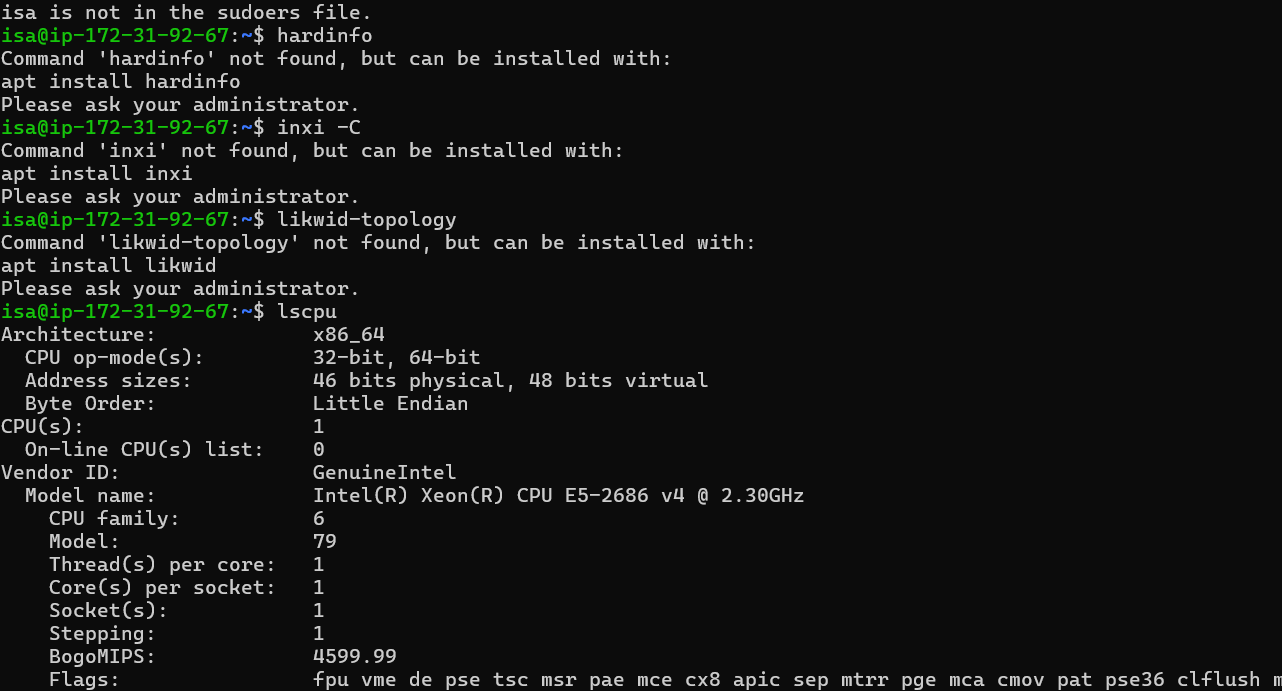 isa is not in the sudoers file.
isa@ip-172-31-92-67:~$ hardinfo
Command 'hardinfo' not found, but can be installed with:
apt install hardinfo
Please ask your administrator.
isa@ip-172-31-92-67:~$ inxi -C
Command 'inxi' not found, but can be installed with:
apt install inxi
Please ask your administrator.
isa@ip-172-31-92-67:~$ likwid-topology
Command 'likwid-topology' not found, but can be installed with:
apt install likwid
Please ask your administrator.
isa@ip-172-31-92-67:~$ lscpu
Architecture:             x86_64
  CPU op-mode(s):         32-bit, 64-bit
  Address sizes:          46 bits physical, 48 bits virtual
  Byte Order:             Little Endian
CPU(s):                   1
  On-line CPU(s) list:    0
Vendor ID:                GenuineIntel
  Model name:             Intel(R) Xeon(R) CPU E5-2686 v4 @ 2.30GHz
    CPU family:           6
    Model:                79
    Thread(s) per core:   1
    Core(s) per socket:   1
    Socket(s):            1
    Stepping:             1
    BogoMIPS:             4599.99
    Flags:                fpu vme de pse tsc msr pae mce cx8 apic sep mtrr pge mca cmov pat pse36 clflush